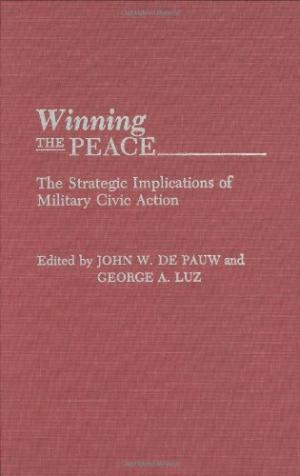 Winning
THE PEACE
The Strategic Implications of
Military Civic Action
Edited by JOHN W. DE PAUW and
GEORGE A. LUZ